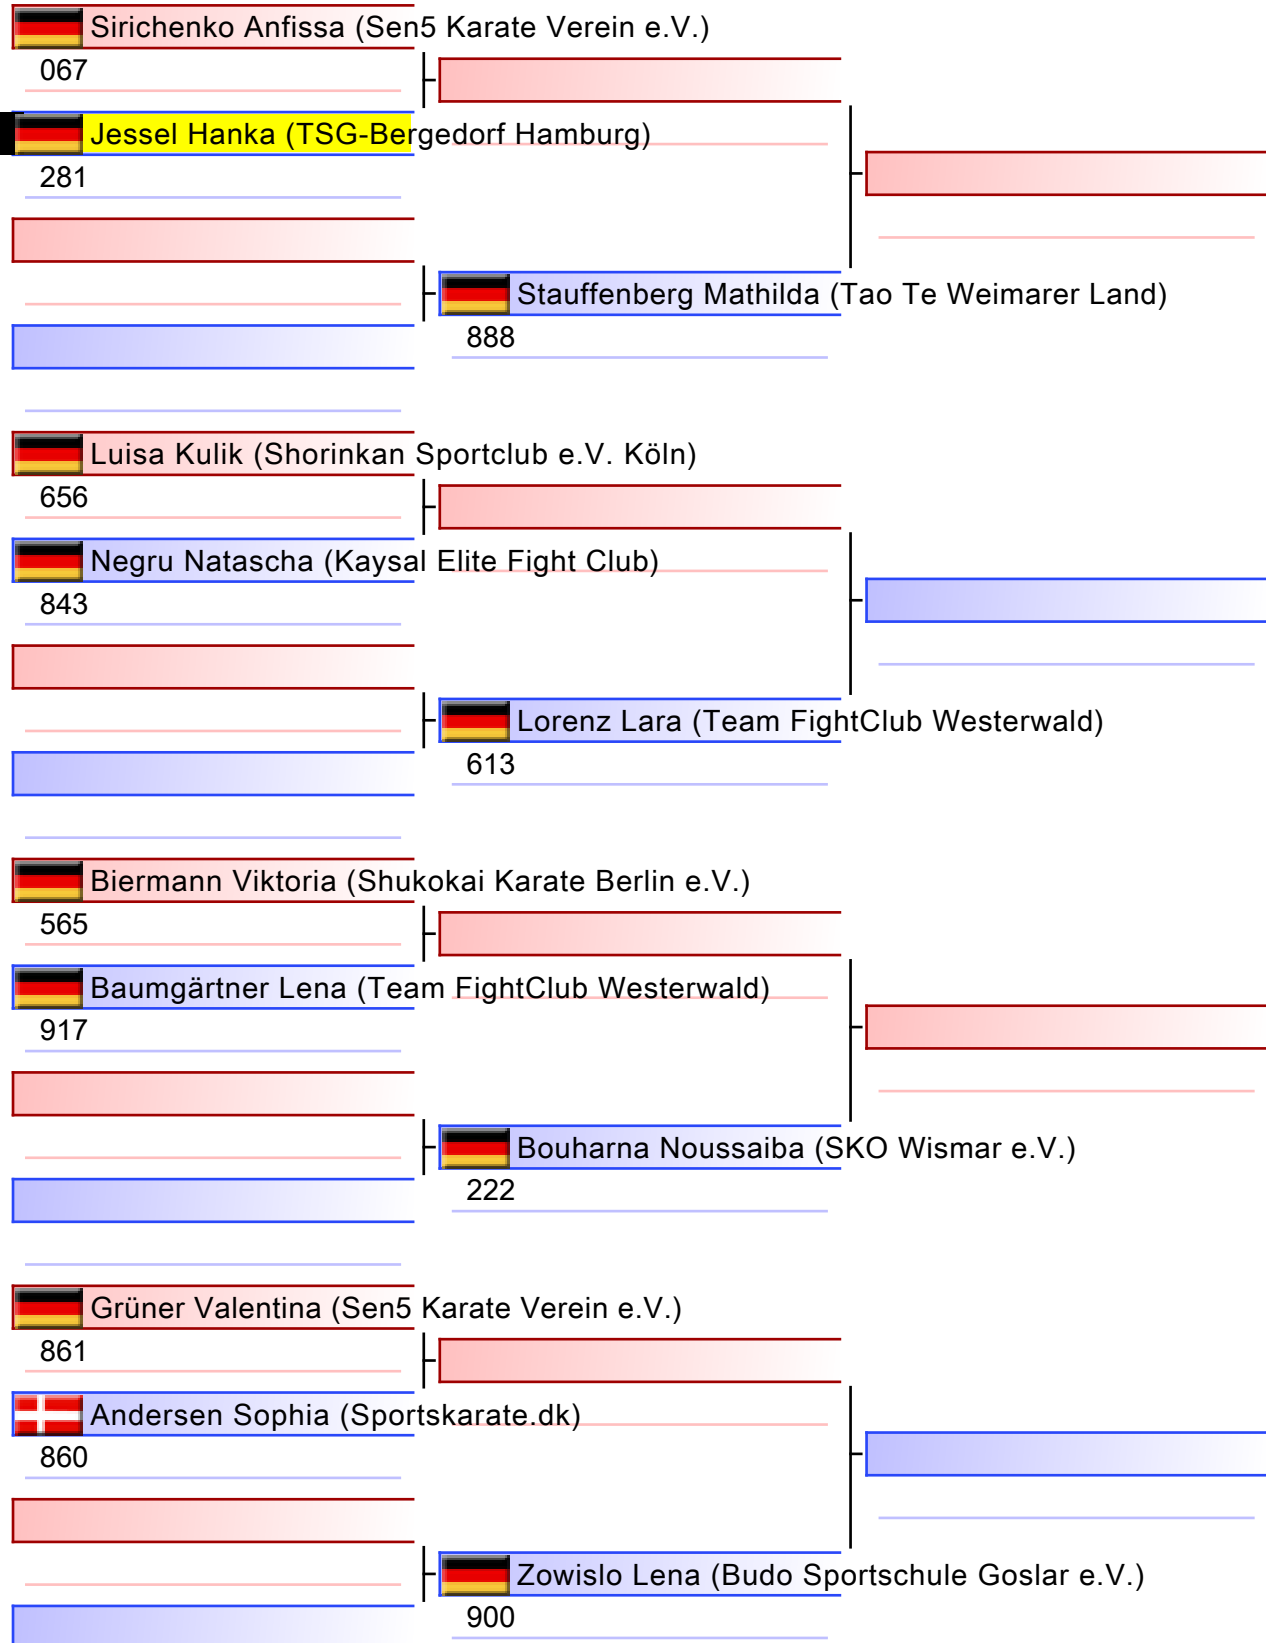 Sirichenko Anfissa (Sen5 Karate Verein e.V.)
067
Jessel Hanka (TSG-Bergedorf Hamburg)
281
Stauffenberg Mathilda (Tao Te Weimarer Land)
888
Luisa Kulik (Shorinkan Sportclub e.V. Köln)
656
Negru Natascha (Kaysal Elite Fight Club)
843
Lorenz Lara (Team FightClub Westerwald)
613
Biermann Viktoria (Shukokai Karate Berlin e.V.)
565
Baumgärtner Lena (Team FightClub Westerwald)
917
Bouharna Noussaiba (SKO Wismar e.V.)
222
Grüner Valentina (Sen5 Karate Verein e.V.)
861
Andersen Sophia (Sportskarate.dk)
860
Zowislo Lena (Budo Sportschule Goslar e.V.)
900